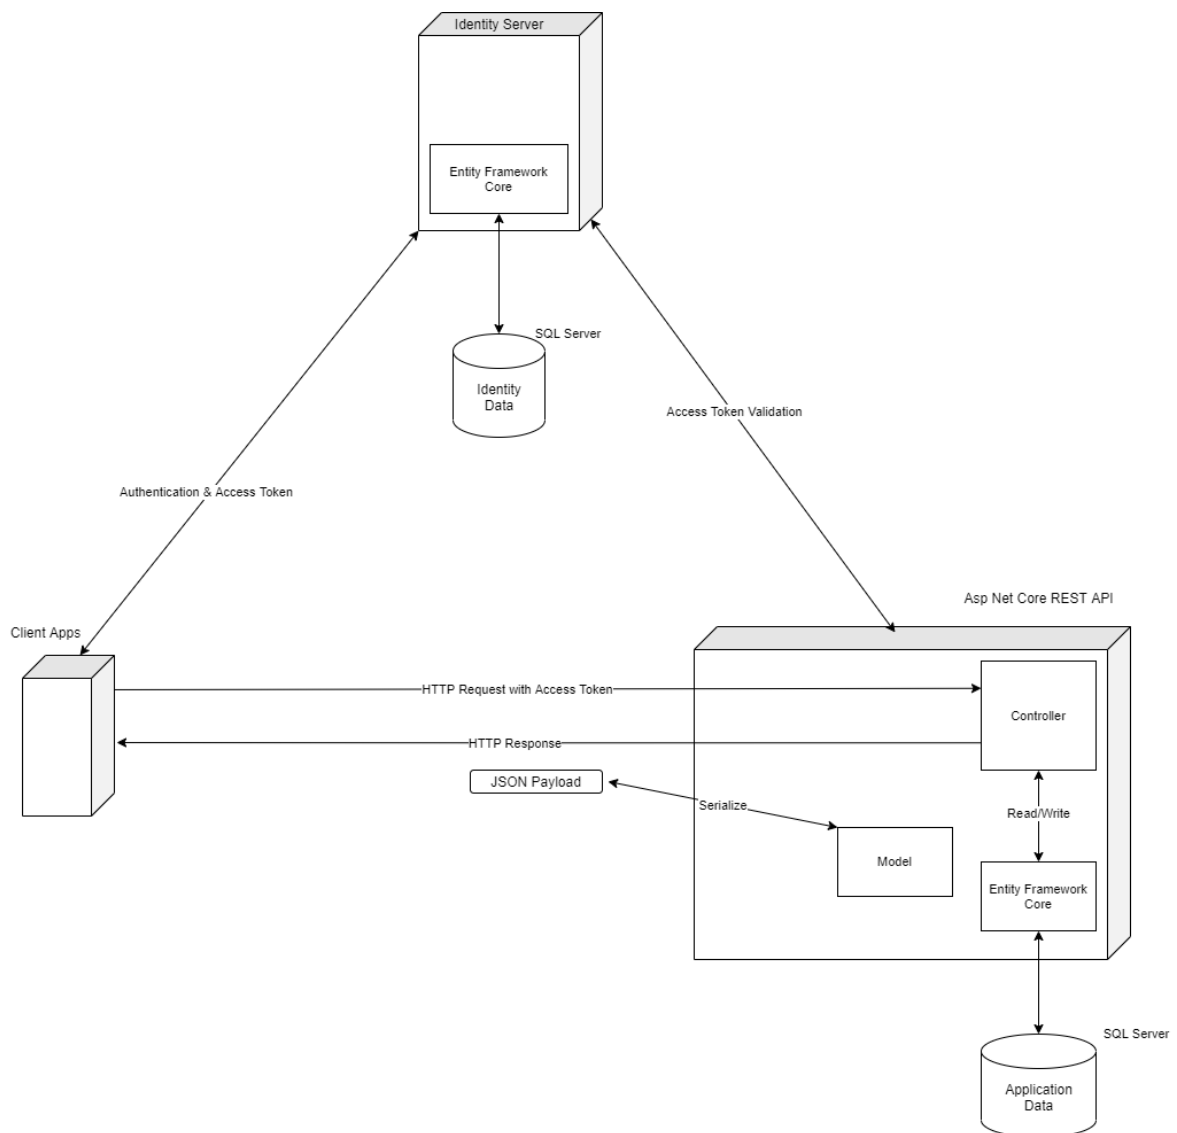 Identity Server
Entity Framework
Core
SQL Server
Identity
Data
Access Token Validation
Authentication & Access Token
Asp Net Core REST API
Client Apps
HTTP Request with Access Token
Controller
HTTP Response
JSON Payload
Serialize
Read/Write
Model
Entity Framework
Core
SQL Server
Application
Data